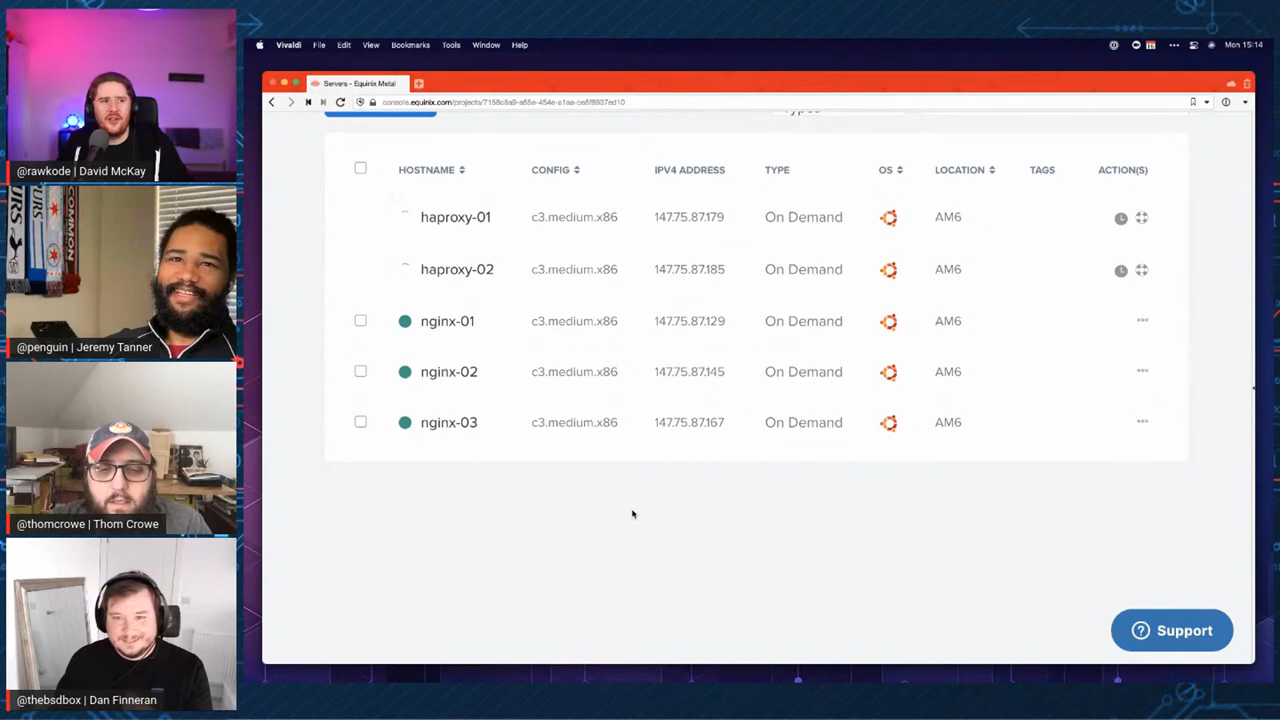 @rawkode | David McKay
@penguin | Jeremy Tanner
@thomcrowe | Thom Crowe
@thebsdbox | Dan Finneran
Vivaldi File Edit View Bookmarks Tools Window Help
Mon 15:14
Servers - Equinix Metal
HOSTNAME CONFIG IPV4 ADDRESS TYPE OS LOCATION TAGS ACTION(S)
haproxy-01 c3.medium.x86 147.75.87.179 On Demand AM6
haproxy-02 c3.medium.x86 147.75.87.185 On Demand AM6
nginx-01 c3.medium.x86 147.75.87.129 On Demand AM6
nginx-02 c3.medium.x86 147.75.87.145 On Demand AM6
nginx-03 c3.medium.x86 147.75.87.167 On Demand AM6
Support
OURS
COMMON